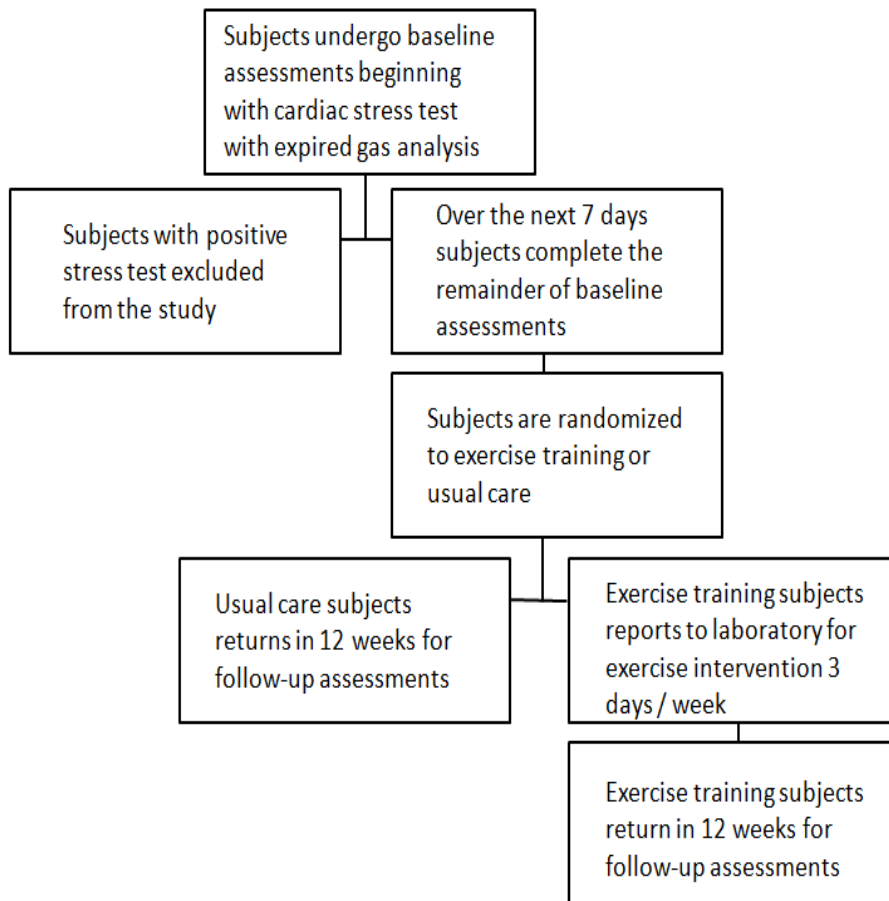 Subjects undergo baseline
assessments beginning
with cardiac stress test
with expired gas analysis
Subjects with positive
stress test excluded
from the study
Over the next 7 days
subjects complete the
remainder of baseline
assessments
Subjects are randomized
to exercise training or
usual care
Usual care subjects
returns in 12 weeks for
follow-up assessments
Exercise training subjects
reports to laboratory for
exercise intervention 3
days / week
Exercise training subjects
return in 12 weeks for
follow-up assessments